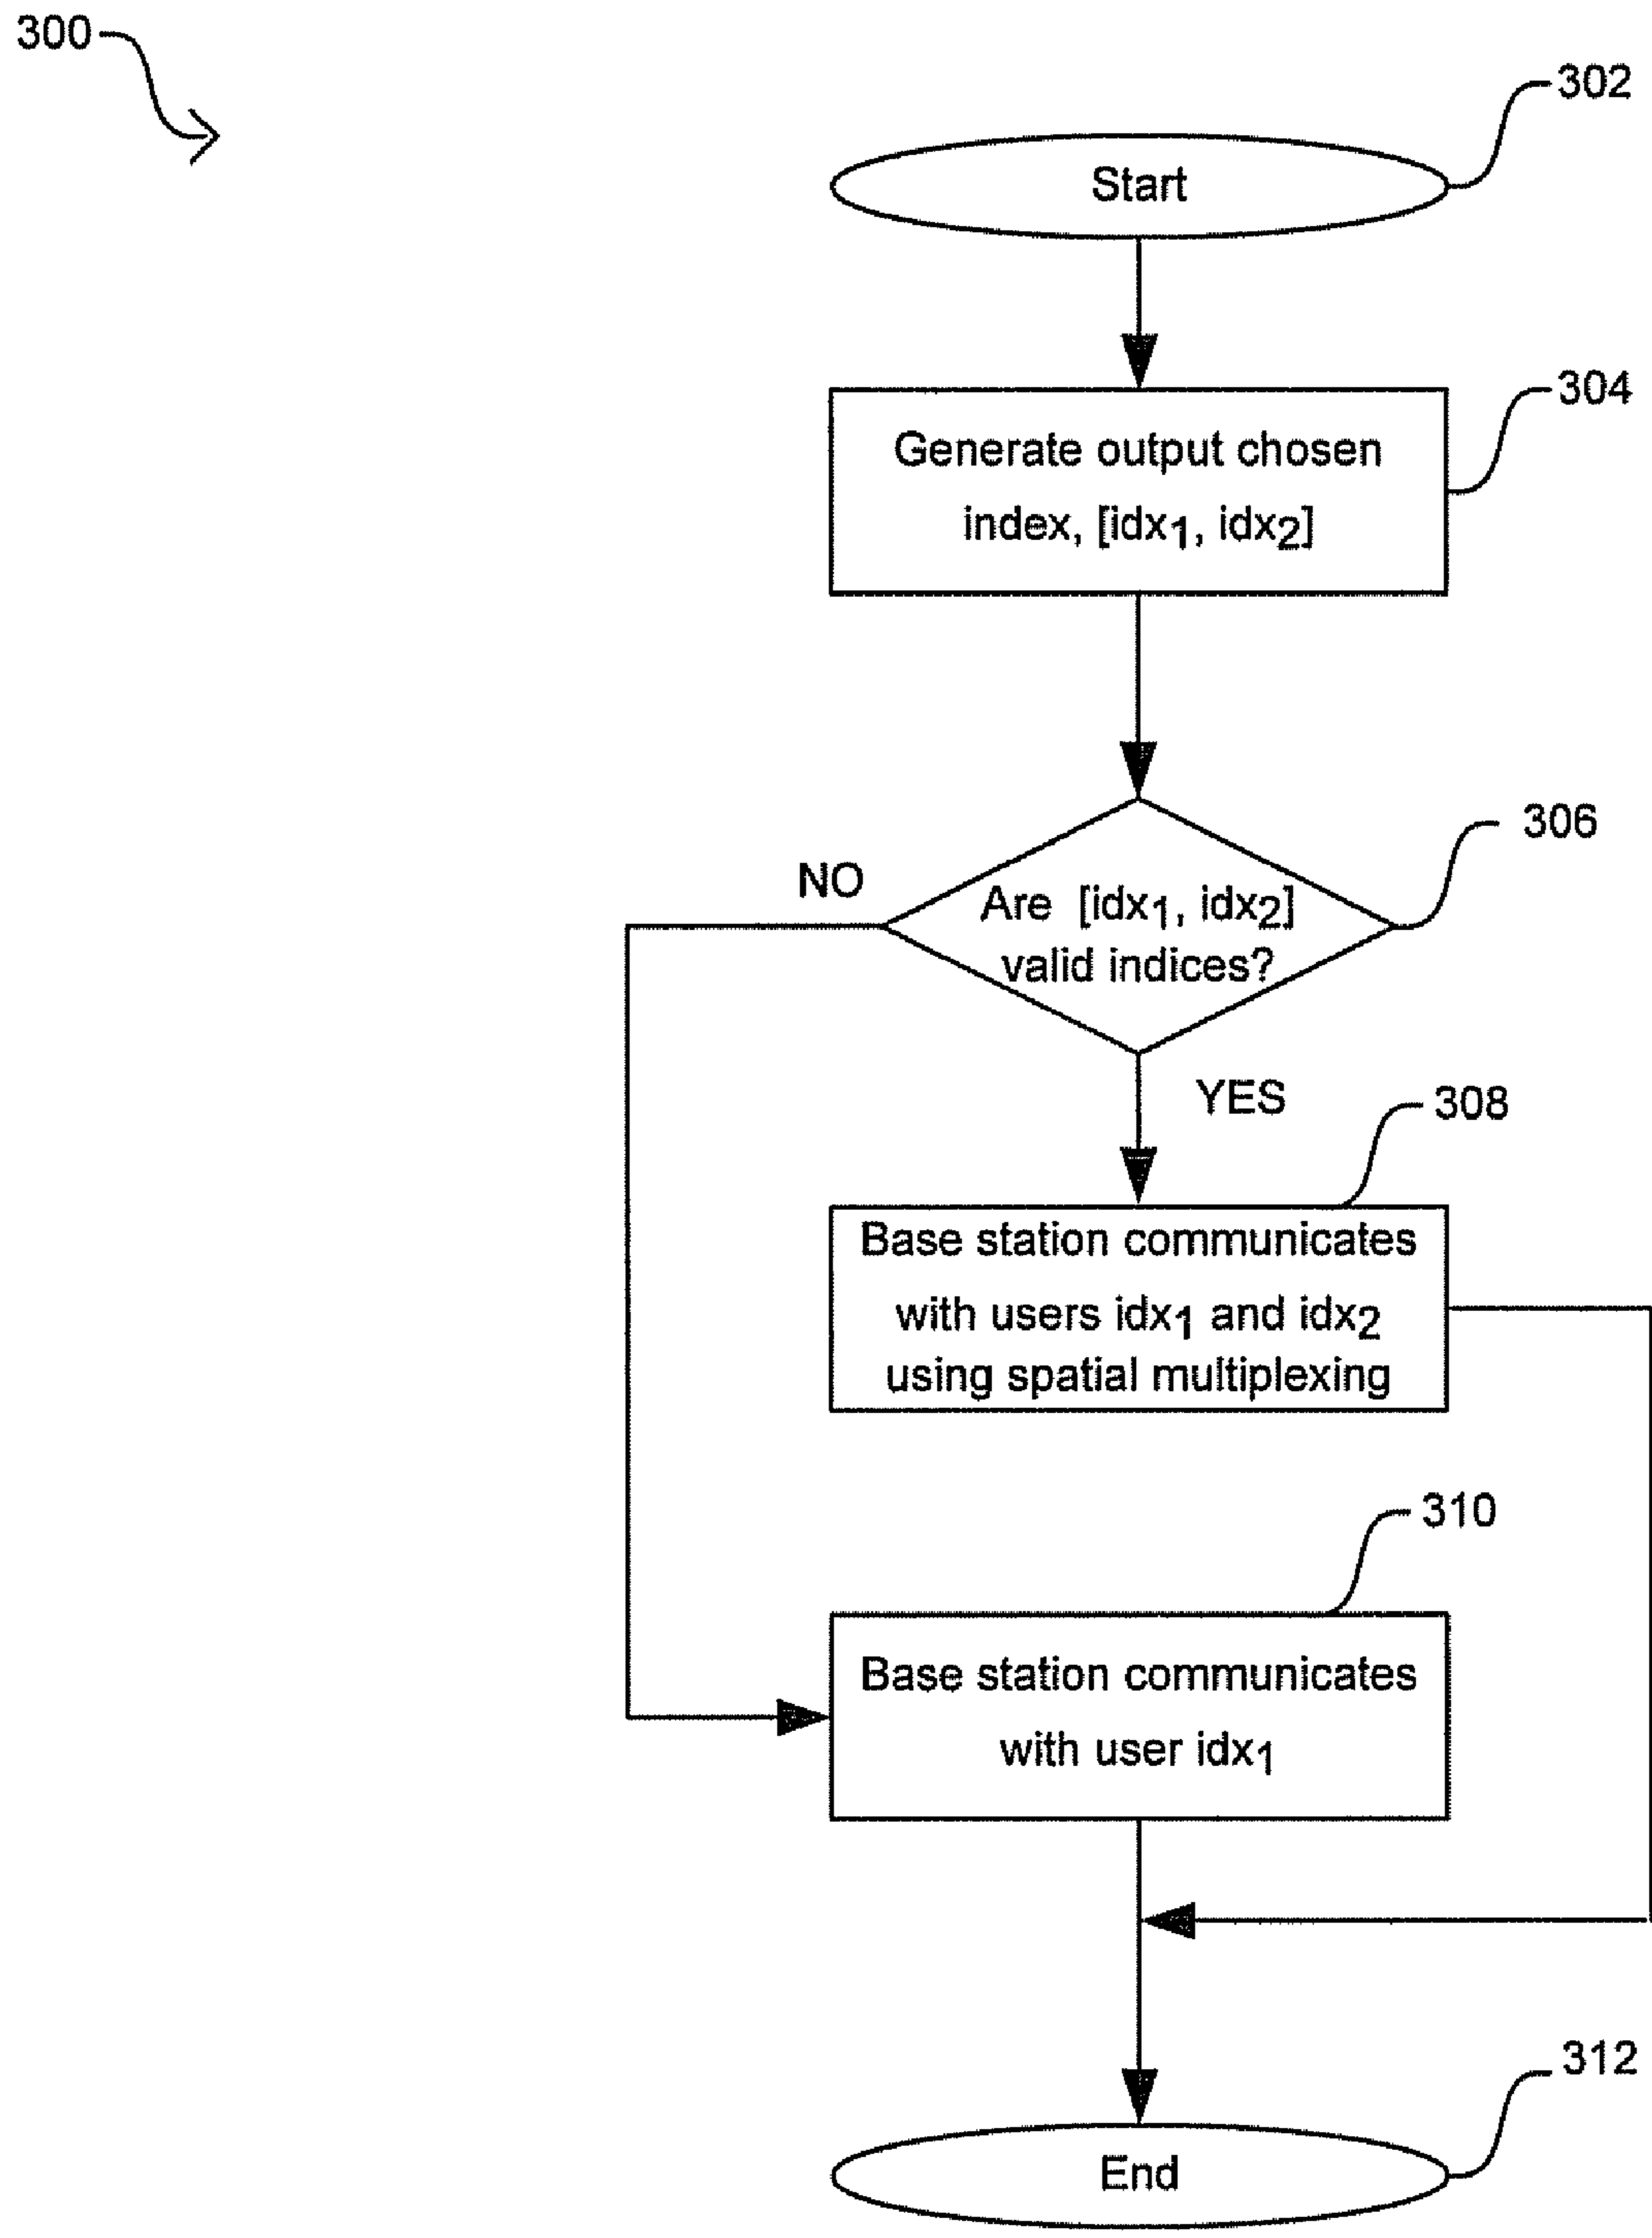 300
302
Start
304
Generate output chosen
index, [idx1, idx2]
306
NO
Are [idx1, idx2]
valid indices?
YES
308
Base station communicates
with users idx1 and idx2
using spatial multiplexing
310
Base station communicates
with user idx1
312
End